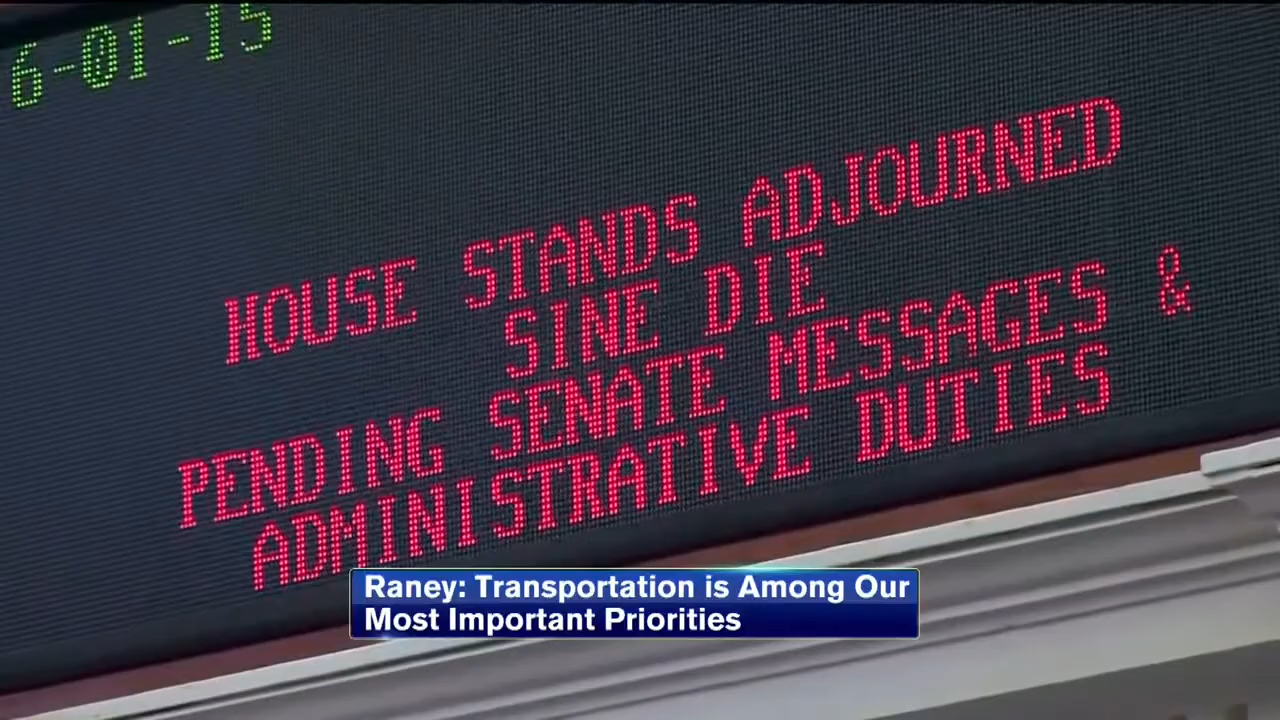 6-01-15
HOUSE STANDS ADJOURNED
SINE DIE
PENDING SENATE MESSAGES &
ADMINISTRATIVE DUTIES
Raney: Transportation is Among Our
Most Important Priorities